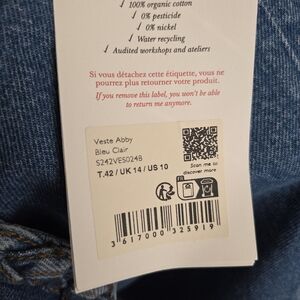 ✓ 100% organic cotton
✓ 0% pesticide
✓ 0% nickel
✓ Water recycling
✓ Audited workshops and ateliers
Si vous détachez cette étiquette, vous ne
pourrez plus retourner votre produit.
If you remove this label, you won't be able
to return me anymore.
Veste Abby
Bleu Clair
S242VES024B
T.42 / UK 14 / US 10
Scan me to
discover more
3 617000 325919